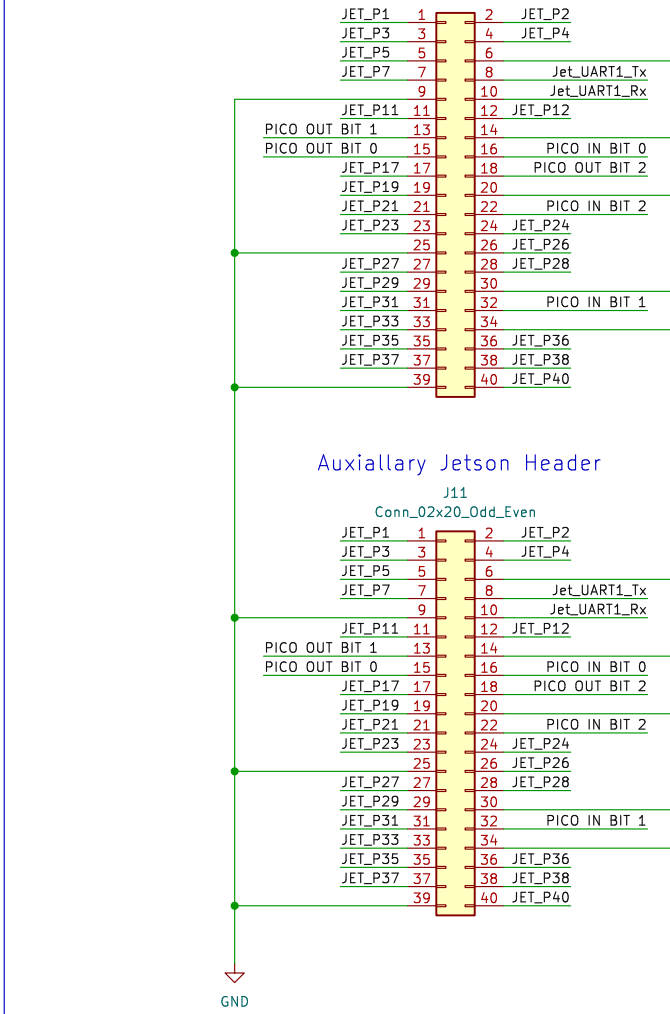 JET_P1 1 2 JET_P2
JET_P3 3 4 JET_P4
JET_P5 5 6
JET_P7 7 8 Jet_UART1_Tx
9 10 Jet_UART1_Rx
JET_P11 11 12 JET_P12
PICO OUT BIT 1 13 14
PICO OUT BIT 0 15 16 PICO IN BIT 0
JET_P17 17 18 PICO OUT BIT 2
JET_P19 19 20
JET_P21 21 22 PICO IN BIT 2
JET_P23 23 24 JET_P24
25 26 JET_P26
JET_P27 27 28 JET_P28
JET_P29 29 30
JET_P31 31 32 PICO IN BIT 1
JET_P33 33 34
JET_P35 35 36 JET_P36
JET_P37 37 38 JET_P38
39 40 JET_P40
Auxiallary Jetson Header
J11
Conn_02x20_Odd_Even
JET_P1 1 2 JET_P2
JET_P3 3 4 JET_P4
JET_P5 5 6
JET_P7 7 8 Jet_UART1_Tx
9 10 Jet_UART1_Rx
JET_P11 11 12 JET_P12
PICO OUT BIT 1 13 14
PICO OUT BIT 0 15 16 PICO IN BIT 0
JET_P17 17 18 PICO OUT BIT 2
JET_P19 19 20
JET_P21 21 22 PICO IN BIT 2
JET_P23 23 24 JET_P24
25 26 JET_P26
JET_P27 27 28 JET_P28
JET_P29 29 30
JET_P31 31 32 PICO IN BIT 1
JET_P33 33 34
JET_P35 35 36 JET_P36
JET_P37 37 38 JET_P38
39 40 JET_P40
GND